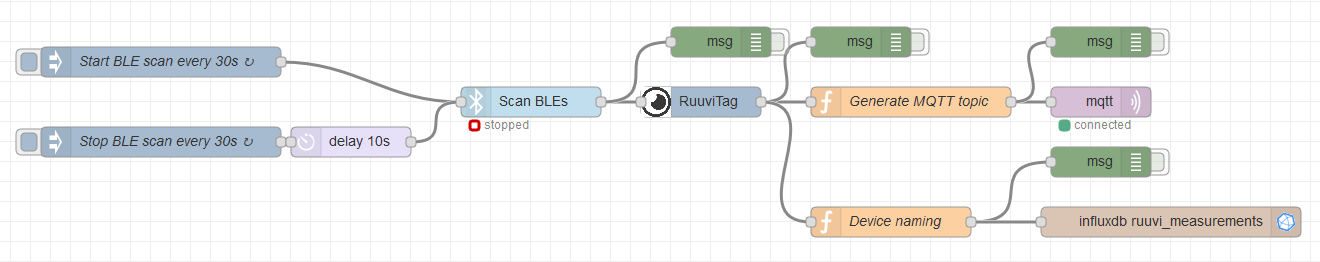 msg
msg
msg
Start BLE scan every 30s ↻
Scan BLEs
RuuviTag
Generate MQTT topic
mqtt
stopped
connected
Stop BLE scan every 30s ↻
delay 10s
msg
Device naming
influxdb ruuvi_measurements